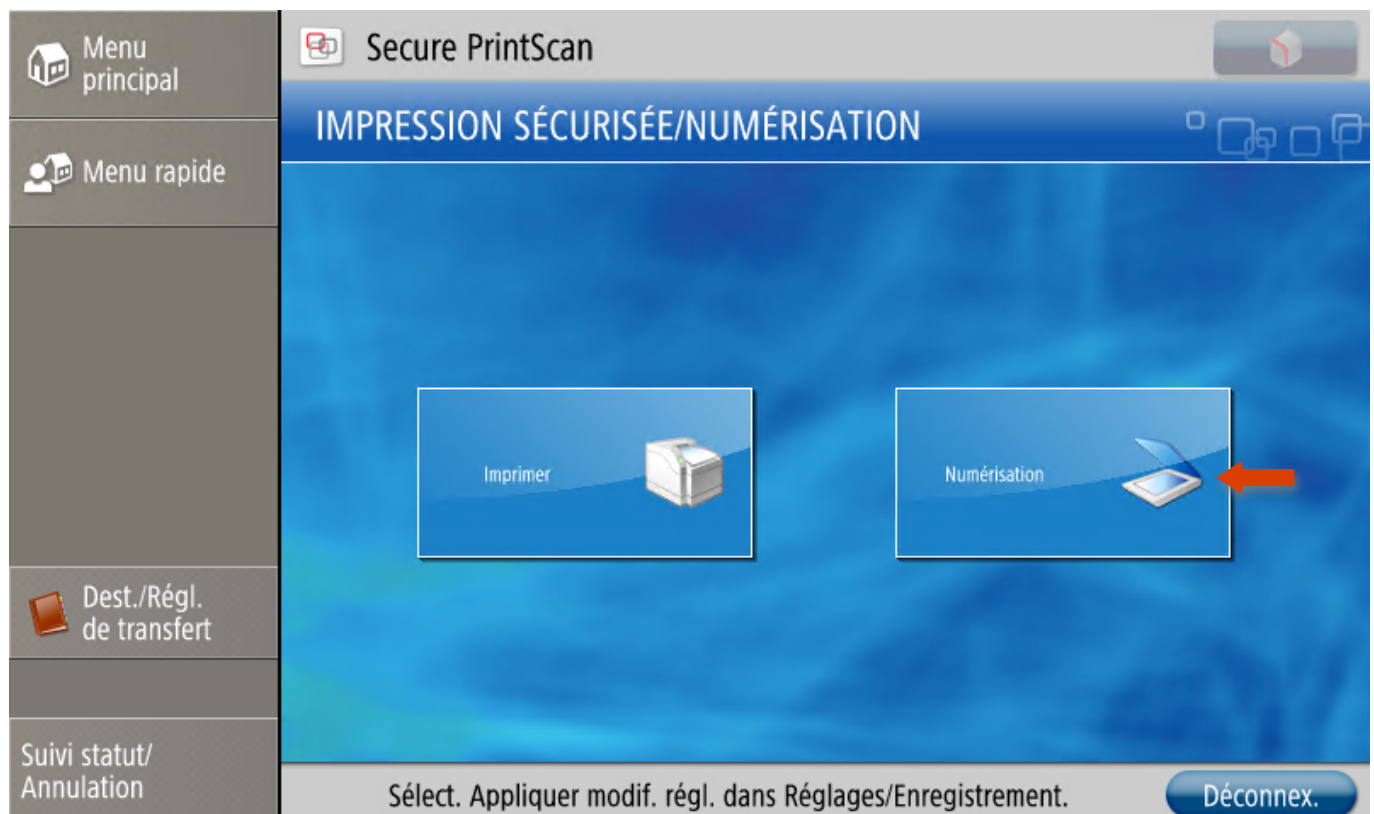 Menu
principal
Menu rapide
Dest./Régl.
de transfert
Suivi statut/
Annulation
Secure PrintScan
IMPRESSION SÉCURISÉE/NUMÉRISATION
Imprimer
Numérisation
Sélect. Appliquer modif. régl. dans Réglages/Enregistrement.
Déconnex.